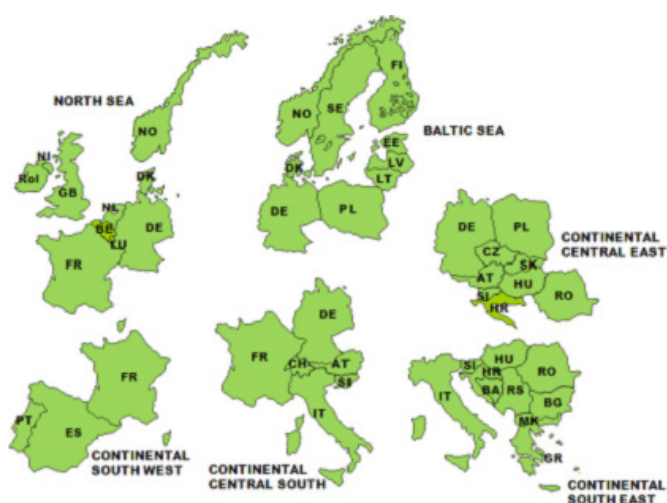 NORTH SEA
NO
NI
RoI
GB
DK
NL
BE
LU
DE
FR
BALTIC SEA
FI
NO
SE
EE
LV
LT
DK
DE
PL
CONTINENTAL
CENTRAL EAST
DE
PL
CZ
SK
AT
HU
SI
HR
RO
CONTINENTAL
SOUTH WEST
FR
PT
ES
CONTINENTAL
CENTRAL SOUTH
DE
FR
CH
AT
SI
IT
CONTINENTAL
SOUTH EAST
HU
SI
HR
RO
IT
BA
RS
BG
MK
GR